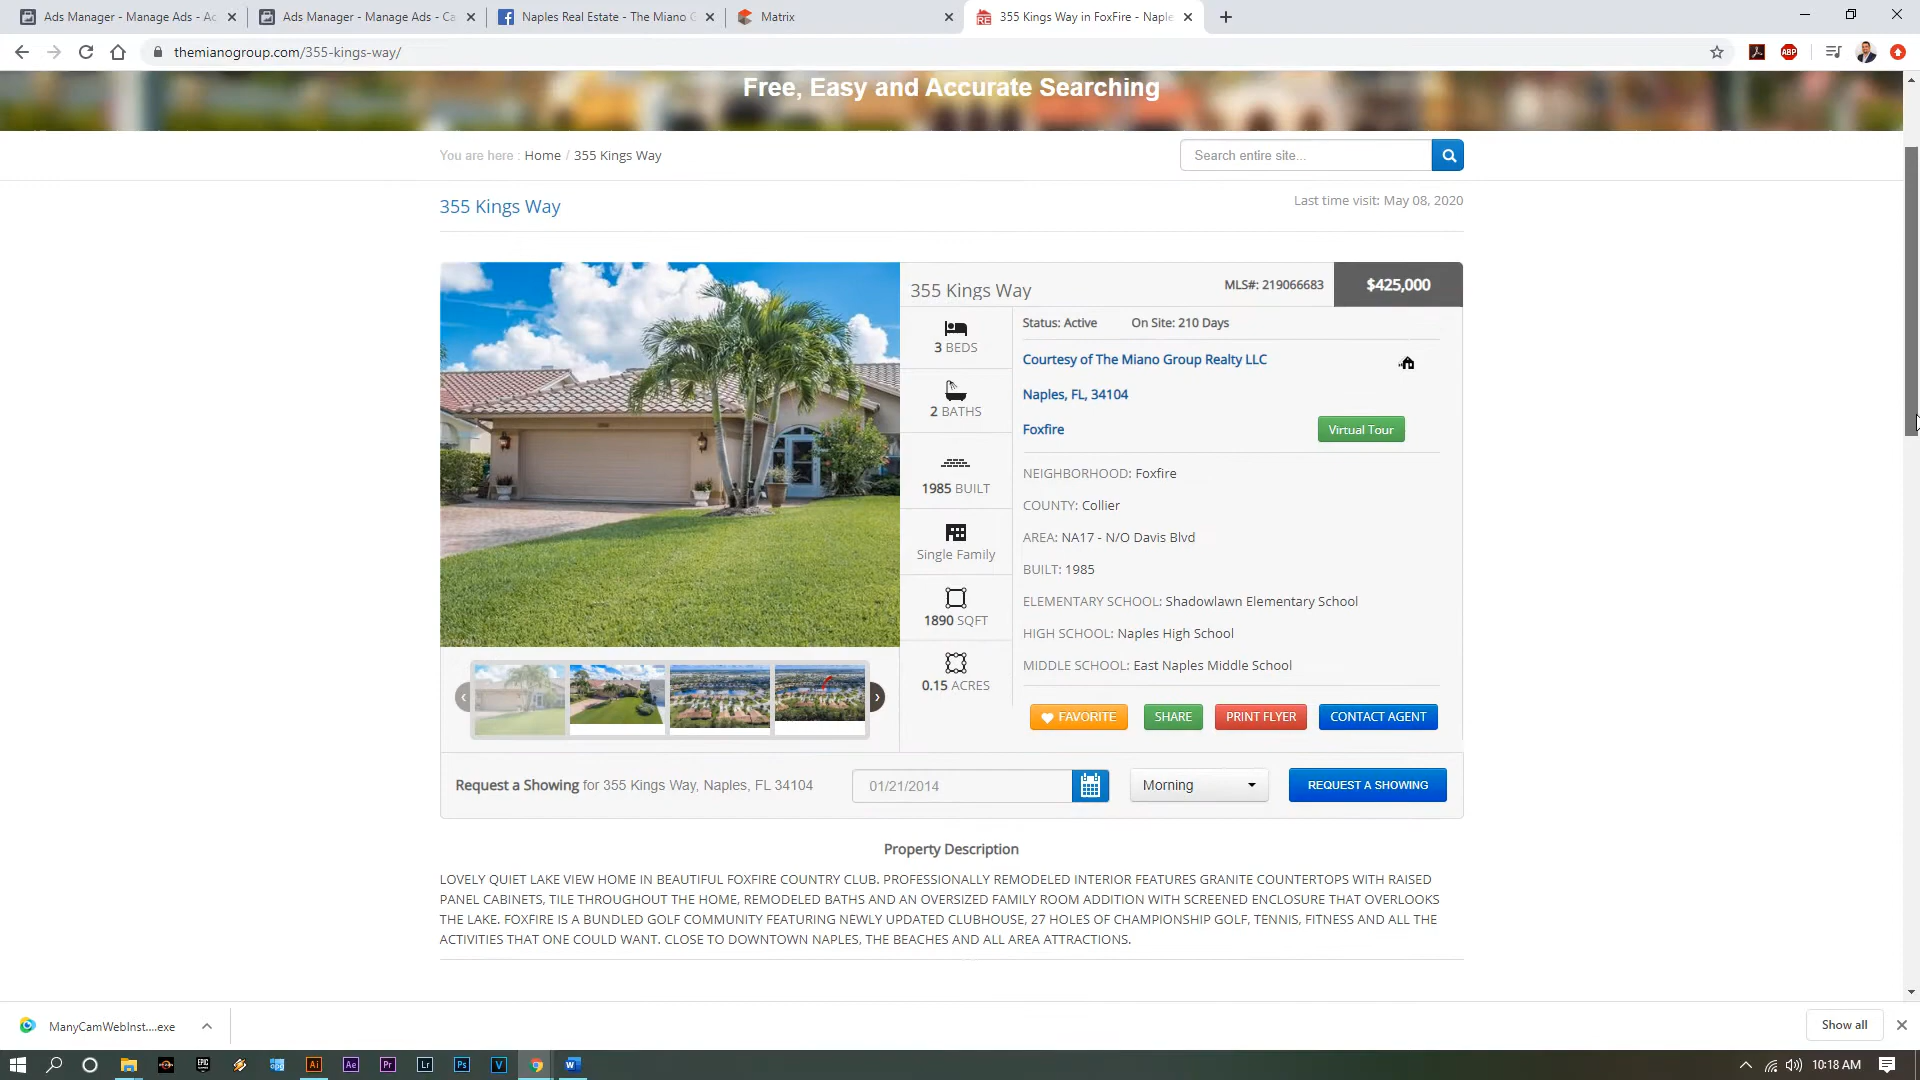 Ads Manager - Manage Ads - Ac
Ads Manager - Manage Ads - Ca
Naples Real Estate - The Miano G
Matrix
355 Kings Way in FoxFire - Naple
themianogroup.com/355-kings-way/
ABP
Free, Easy and Accurate Searching
You are here : Home / 355 Kings Way
Search entire site...
355 Kings Way
Last time visit: May 08, 2020
355 Kings Way
MLS#: 219066683
$425,000
3 BEDS
Status: Active
On Site: 210 Days
Courtesy of The Miano Group Realty LLC
2 BATHS
Naples, FL, 34104
Foxfire
Virtual Tour
1985 BUILT
NEIGHBORHOOD: Foxfire
COUNTY: Collier
Single Family
AREA: NA17 - N/O Davis Blvd
BUILT: 1985
1890 SQFT
ELEMENTARY SCHOOL: Shadowlawn Elementary School
HIGH SCHOOL: Naples High School
0.15 ACRES
MIDDLE SCHOOL: East Naples Middle School
FAVORITE
SHARE
PRINT FLYER
CONTACT AGENT
Request a Showing for 355 Kings Way, Naples, FL 34104
01/21/2014
Morning
REQUEST A SHOWING
Property Description
LOVELY QUIET LAKE VIEW HOME IN BEAUTIFUL FOXFIRE COUNTRY CLUB. PROFESSIONALLY REMODELED INTERIOR FEATURES GRANITE COUNTERTOPS WITH RAISED
PANEL CABINETS, TILE THROUGHOUT THE HOME, REMODELED BATHS AND AN OVERSIZED FAMILY ROOM ADDITION WITH SCREENED ENCLOSURE THAT OVERLOOKS
THE LAKE. FOXFIRE IS A BUNDLED GOLF COMMUNITY FEATURING NEWLY UPDATED CLUBHOUSE, 27 HOLES OF CHAMPIONSHIP GOLF, TENNIS, FITNESS AND ALL THE
ACTIVITIES THAT ONE COULD WANT. CLOSE TO DOWNTOWN NAPLES, THE BEACHES AND ALL AREA ATTRACTIONS.
ManyCamWebInst....exe
Show all
EPIC
Ai
Ae
Pr
Lr
Ps
V
W
10:18 AM